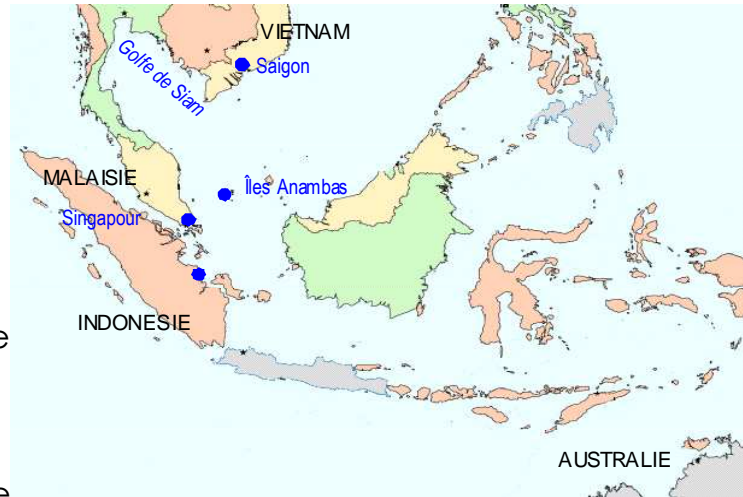 VIETNAM
Golfe de Siam
Saigon
MALAISIE
Îles Anambas
Singapour
INDONESIE
e
AUSTRALIE
e